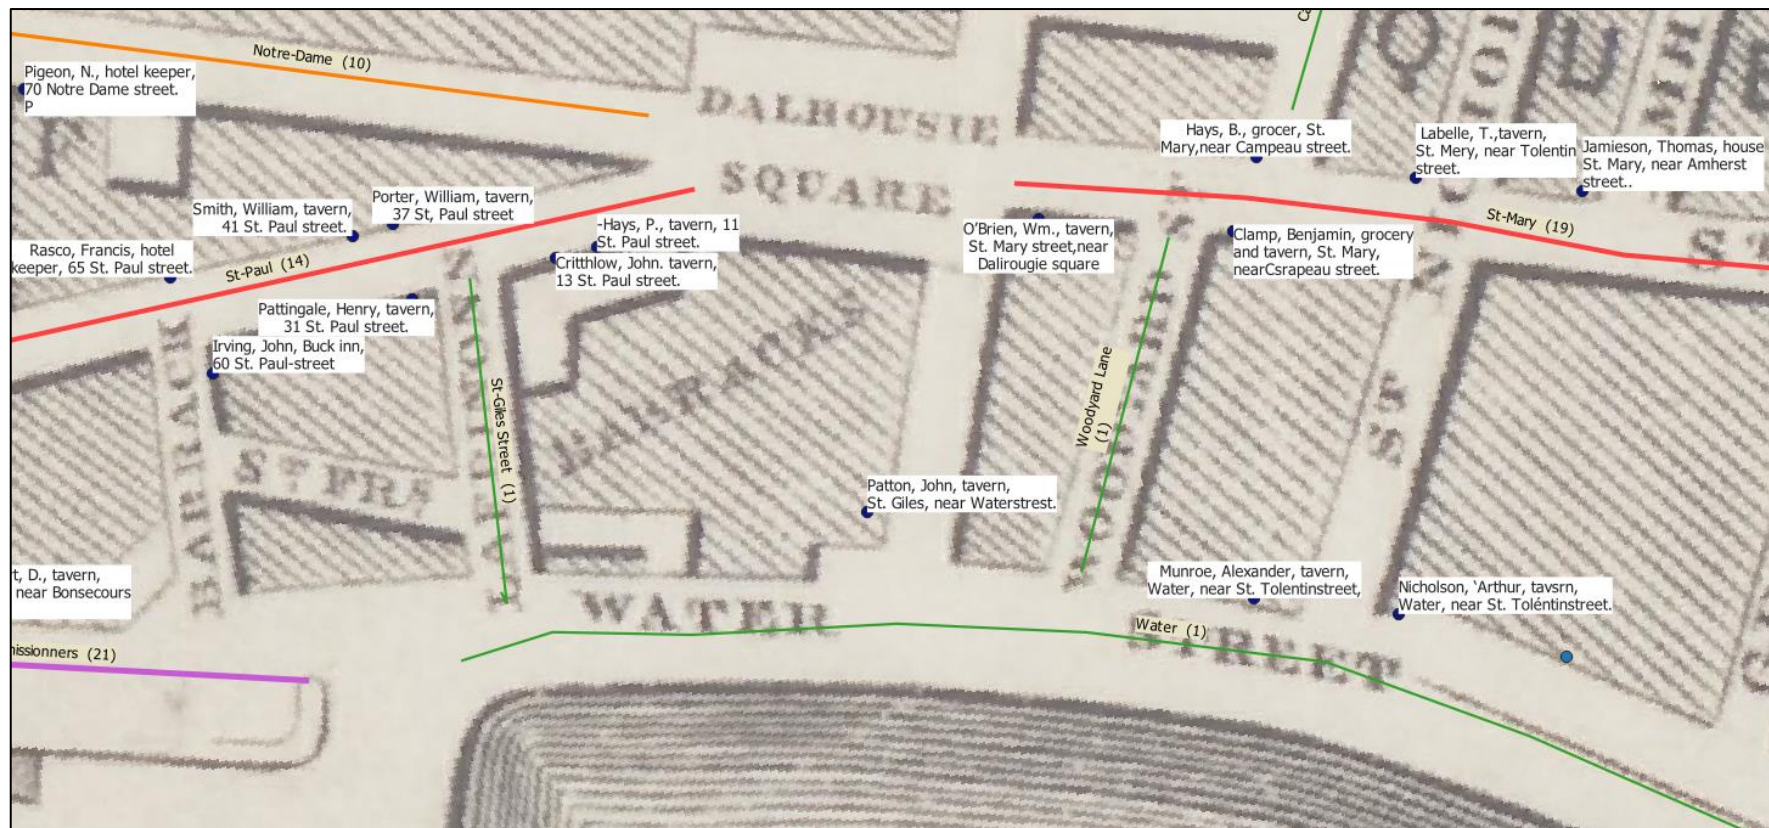 Notre-Dame (10)
Pigeon, N., hotel keeper,
70 Notre Dame street.
P
DALHOUSIE
SQUARE
Hays, B., grocer, St.
Mary,near Campeau street.
Labelle, T.,tavern,
St. Mery, near Tolentin
street.
Jamieson, Thomas, house
St. Mary, near Amherst
street..
Porter, William, tavern,
37 St, Paul street
Smith, William, tavern,
41 St. Paul street.
Rasco, Francis, hotel
keeper, 65 St. Paul street.
St-Paul (14)
-Hays, P., tavern, 11
St. Paul street.
Critthlow, John. tavern,
13 St. Paul street.
O'Brien, Wm., tavern,
St. Mary street,near
Dalirougie square
Clamp, Benjamin, grocery
and tavern, St. Mary,
nearCsrapeau street.
St-Mary (19)
Pattingale, Henry, tavern,
31 St. Paul street.
Irving, John, Buck inn,
60 St. Paul-street
St-Giles Street (1)
BARRACKS
Woodyard Lane
(1)
ST FRS
Patton, John, tavern,
St. Giles, near Waterstrest.
t, D., tavern,
near Bonsecours
Munroe, Alexander, tavern,
Water, near St. Tolentinstreet,
Nicholson, ‘Arthur, tavsrn,
Water, near St. Toléntinstreet.
WATER
Water (1)
STREET
missionners (21)